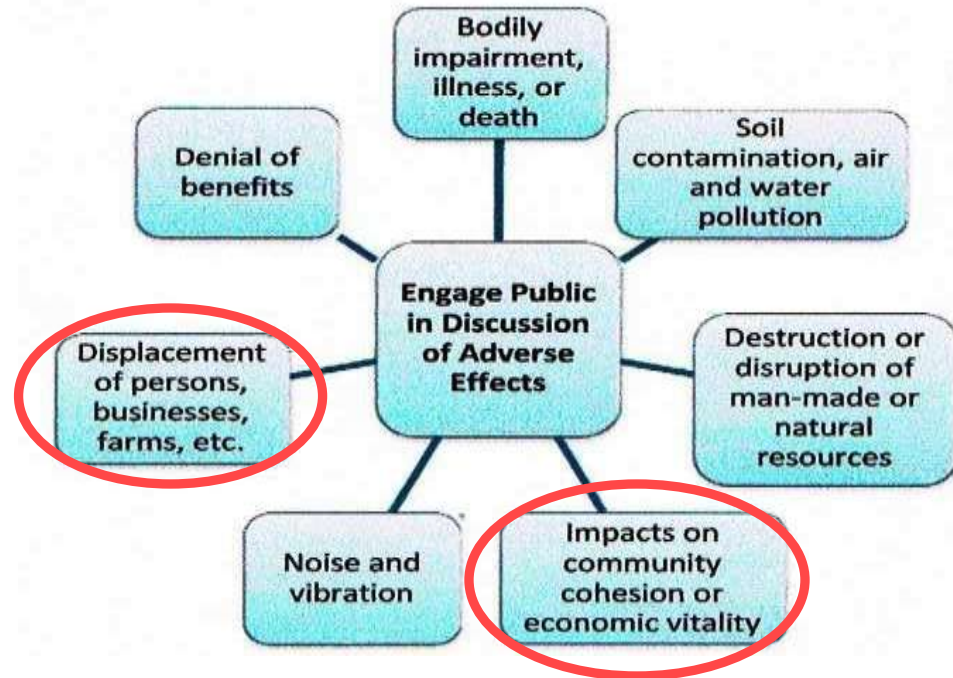 Bodily
impairment,
illness, or
death
Soil
contamination, air
and water
pollution
Denial of
benefits
Engage Public
in Discussion
of Adverse
Effects
Displacement
of persons,
businesses,
farms, etc.
Destruction or
disruption of
man-made or
natural
resources
Noise and
vibration
Impacts on
community
cohesion or
economic vitality